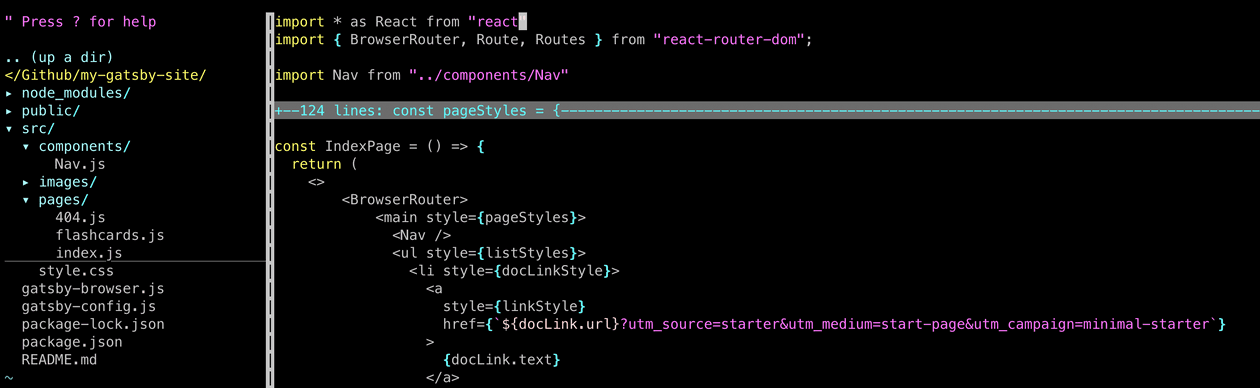 " Press ? for help
.. (up a dir)
</Github/my-gatsby-site/
▸ node_modules/
▸ public/
▾ src/
▾ components/
Nav.js
▸ images/
▾ pages/
404.js
flashcards.js
index.js
style.css
gatsby-browser.js
gatsby-config.js
package-lock.json
package.json
README.md
~
import * as React from "react"
import { BrowserRouter, Route, Routes } from "react-router-dom";
import Nav from "../components/Nav"
+--124 lines: const pageStyles = {----------------------------------------------------------------------------------
const IndexPage = () => {
return (
<>
<BrowserRouter>
<main style={pageStyles}>
<Nav />
<ul style={listStyles}>
<li style={docLinkStyle}>
<a
style={linkStyle}
href={`${docLink.url}?utm_source=starter&utm_medium=start-page&utm_campaign=minimal-starter`}
>
{docLink.text}
</a>